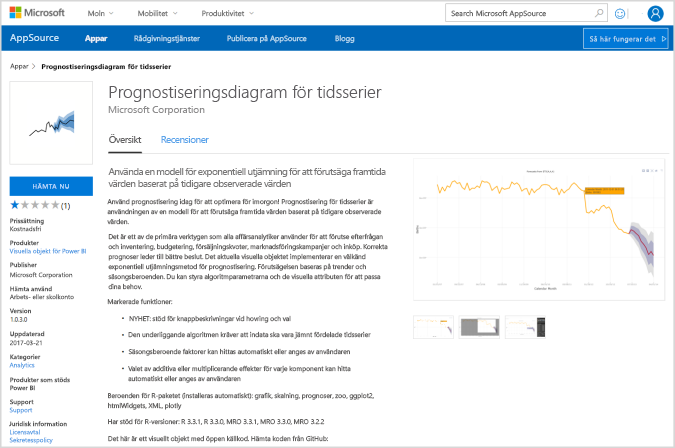 Microsoft
Moln
Mobilitet
Produktivitet
Search Microsoft AppSource
AppSource
Appar
Rådgivningstjänster
Publicera på AppSource
Blogg
Så här fungerar det
Appar > Prognostiseringsdiagram för tidsserier
HÄMTA NU
(1)
Prissättning
Kostnadsfri
Produkter
Visuella objekt för Power BI
Publisher
Microsoft Corporation
Hämta använd
Arbets- eller skolkonto
Version
1.0.3.0
Uppdaterad
2017-03-21
Kategorier
Analytics
Produkter som stöds
Power BI
Support
Support
Juridisk information
Licensavtal
Sekretesspolicy
Prognostiseringsdiagram för tidsserier
Microsoft Corporation
Översikt
Recensioner
Använda en modell för exponentiell utjämning för att förutsäga framtida
värden baserat på tidigare observerade värden
Använd prognostisering idag för att optimera för imorgon! Prognostisering för tidsserier är
användningen av en modell för att förutsäga framtida värden baserat på tidigare observerade
värden.
Det är ett av de primära verktygen som alla affärsanalytiker använder för att förutse efterfrågan
och inventering, budgetering, försäljningskvoter, marknadsföringskampanjer och inköp. Korrekta
prognoser leder till bättre beslut. Det aktuella visuella objektet implementerar en välkänd
exponentiell utjämningsmetod för prognostisering. Förutsägelsen baseras på trender och
säsongsberoenden. Du kan styra algoritmparametrarna och de visuella attributen för att passa
dina behov.
Markerade funktioner:
• NYHET: stöd för knappbeskrivningar vid hovring och val
• Den underliggande algoritmen kräver att indata ska vara jämnt fördelade tidsserier
• Säsongsberoende faktorer kan hittas automatiskt eller anges av användaren
• Valet av additiva eller multiplicerande effekter för varje komponent kan hitta
automatiskt eller anges av användaren
Beroenden för R-paketet (installeras automatiskt): grafik, skalning, prognoser, zoo, ggplot2,
htmlWidgets, XML, plotly
Har stöd för R-versioner: R 3.3.1, R 3.3.0, MRO 3.3.1, MRO 3.3.0, MRO 3.2.2
Det här är ett visuellt objekt med öppen källkod. Hämta koden från GitHub: